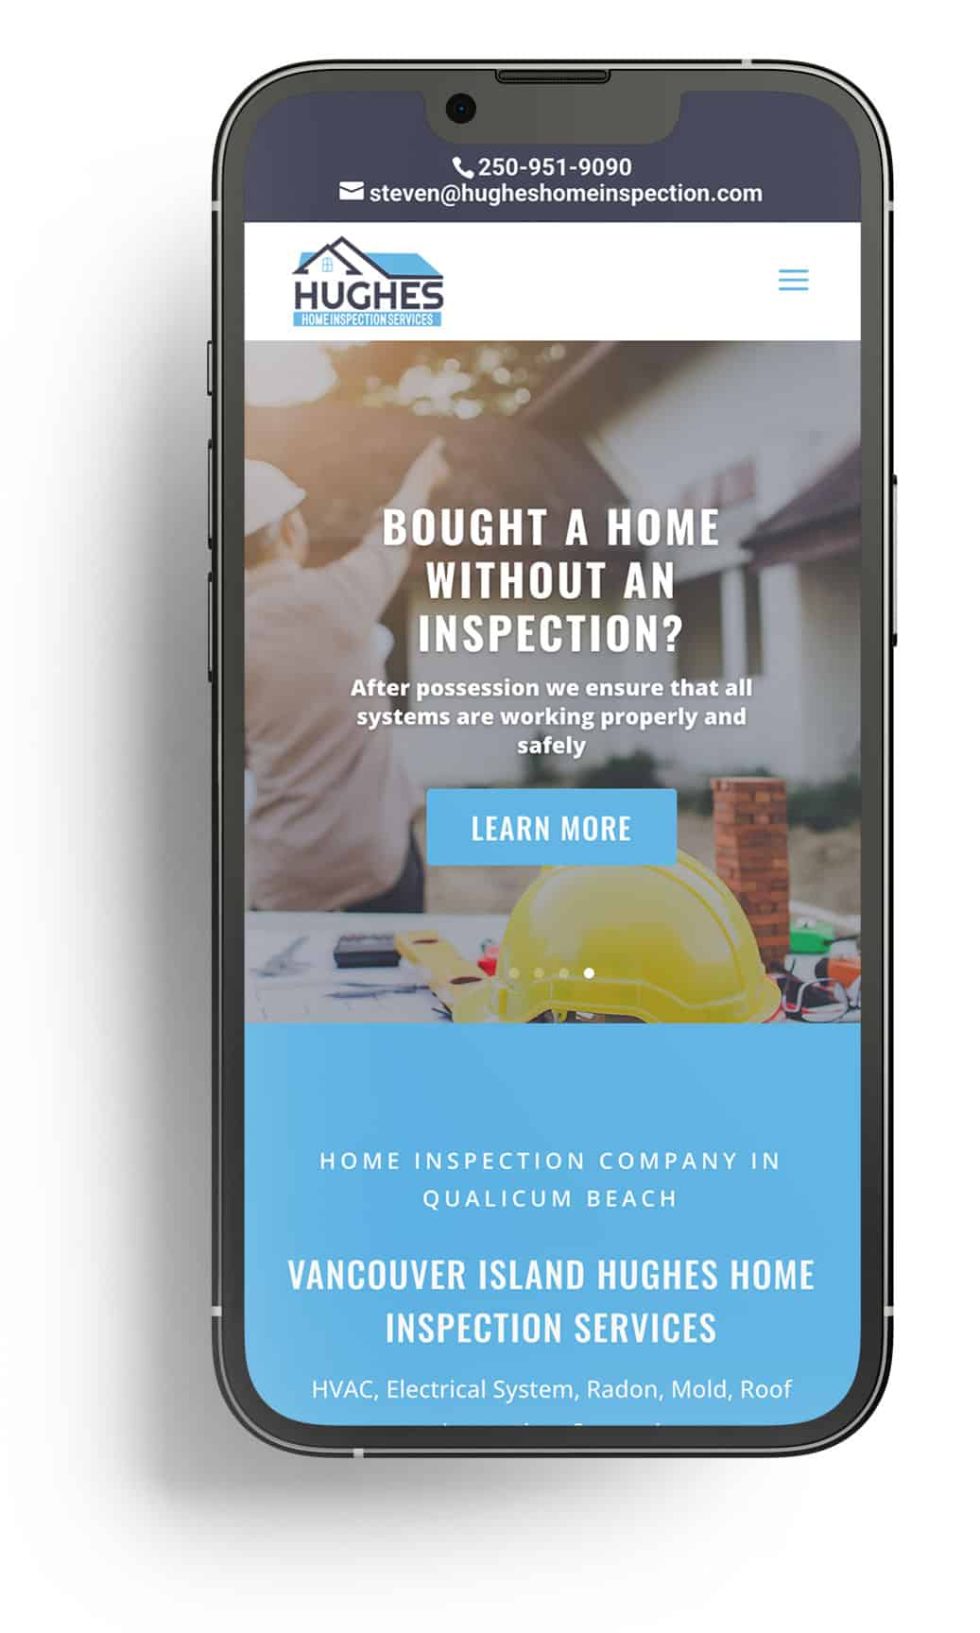 250-951-9090
steven@hugheshomeinspection.com
HUGHES
HOME INSPECTION SERVICES
BOUGHT A HOME
WITHOUT AN
INSPECTION?
After possession we ensure that all
systems are working properly and
safely
LEARN MORE
HOME INSPECTION COMPANY IN
QUALICUM BEACH
VANCOUVER ISLAND HUGHES HOME
INSPECTION SERVICES
HVAC, Electrical System, Radon, Mold, Roof